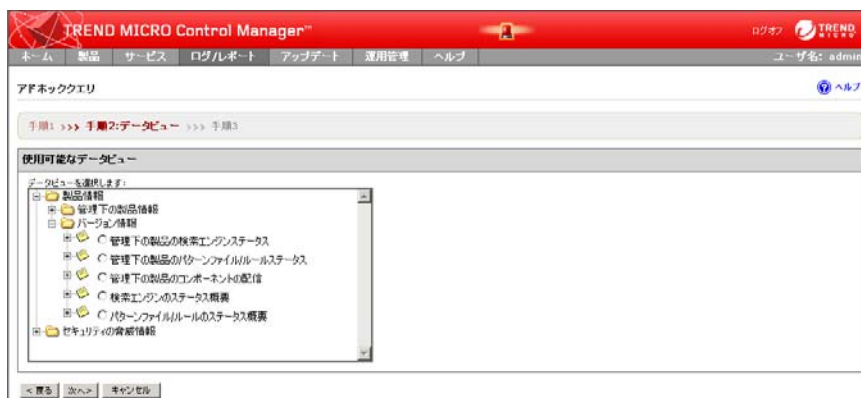 TREND MICRO Control Manager™
ログオフ
TREND MICRO
ホーム 製品 サービス ログ/レポート アップデート 運用管理 ヘルプ
ユーザ名: admin
アドホッククエリ
ヘルプ
手順1 >>> 手順2:データビュー >>> 手順3
使用可能なデータビュー
データビューを選択します:
製品情報
管理下の製品情報
バージョン情報
管理下の製品の検索エンジンステータス
管理下の製品のパターンファイル/ルールステータス
管理下の製品のコンポーネントの配信
検索エンジンのステータス概要
パターンファイル/ルールのステータス概要
セキュリティの脅威情報
< 戻る 次へ> キャンセル